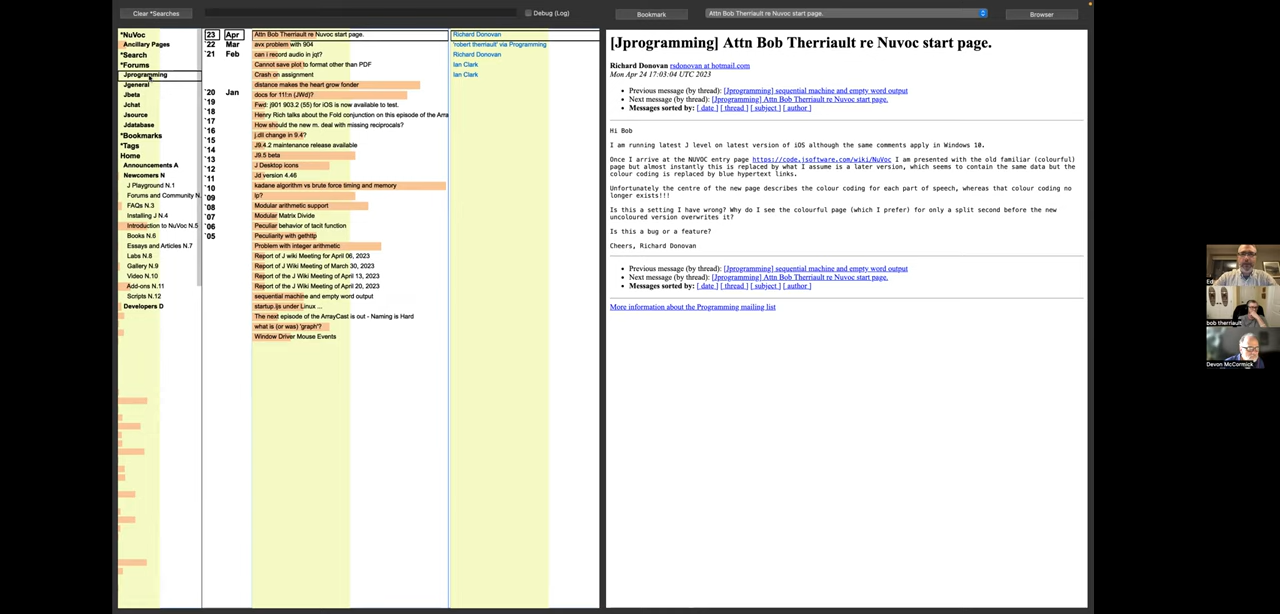 Clear *Searches
Debug (Log)
Bookmark
Attn Bob Therriault re Nuvoc start page.
Browser
*NuVoc
Ancillary Pages
*Search
*Forums
Jprogramming
Jgeneral
Jbeta
Jchat
Jsource
Jdatabase
*Bookmarks
*Tags
Home
Announcements A
Newcomers N
J Playground N.1
Forums and Community N.
FAQs N.3
Installing J N.4
Introduction to NuVoc N.5
Books N.6
Essays and Articles N.7
Labs N.8
Gallery N.9
Video N.10
Add-ons N.11
Scripts N.12
Developers D
23 Apr
'22 Mar
'21 Feb
'20 Jan
'19
'18
'17
'16
'15
'14
'13
'12
'11
'10
'09
'08
'07
'06
'05
Attn Bob Therriault re Nuvoc start page.
avx problem with 904
can i record audio in jqt?
Cannot save plot to format other than PDF
Crash on assignment
distance makes the heart grow fonder
docs for 11!:n (JWd)?
Fwd: j901 903.2 (55) for iOS is now available to test.
Henry Rich talks about the Fold conjunction on this episode of the Arra
How should the new m. deal with missing reciprocals?
j.dll change in 9.4?
J9.4.2 maintenance release available
J9.5 beta
J Desktop icons
Jd version 4.46
kadane algorithm vs brute force timing and memory
lp?
Modular arithmetic support
Modular Matrix Divide
Peculiar behavior of tacit function
Peculiarity with gethttp
Problem with integer arithmetic
Report of J wiki Meeting for April 06, 2023
Report of J Wiki Meeting of March 30, 2023
Report of the J Wiki Meeting of April 13, 2023
Report of the J Wiki Meeting of April 20, 2023
sequential machine and empty word output
startup.ijs under Linux ...
The next episode of the ArrayCast is out - Naming is Hard
what is (or was) 'graph'?
Window Driver Mouse Events
Richard Donovan
'robert therriault' via Programming
Richard Donovan
Ian Clark
Ian Clark
[Jprogramming] Attn Bob Therriault re Nuvoc start page.
Richard Donovan rsdonovan at hotmail.com
Mon Apr 24 17:03:04 UTC 2023
Previous message (by thread): [Jprogramming] sequential machine and empty word output
Next message (by thread): [Jprogramming] Attn Bob Therriault re Nuvoc start page.
Messages sorted by: [ date ] [ thread ] [ subject ] [ author ]
Hi Bob
I am running latest J level on latest version of iOS although the same comments apply in Windows 10.
Once I arrive at the NUVOC entry page https://code.jsoftware.com/wiki/NuVoc I am presented with the old familiar (colourful)
page but almost instantly this is replaced by what I assume is a later version, which seems to contain the same data but the
colour coding is replaced by blue hypertext links.
Unfortunately the centre of the new page describes the colour coding for each part of speech, whereas that colour coding no
longer exists!!!
Is this a setting I have wrong? Why do I see the colourful page (which I prefer) for only a split second before the new
uncoloured version overwrites it?
Is this a bug or a feature?
Cheers, Richard Donovan
Previous message (by thread): [Jprogramming] sequential machine and empty word output
Next message (by thread): [Jprogramming] Attn Bob Therriault re Nuvoc start page.
Messages sorted by: [ date ] [ thread ] [ subject ] [ author ]
More information about the Programming mailing list
bob therriault
Devon McCormick